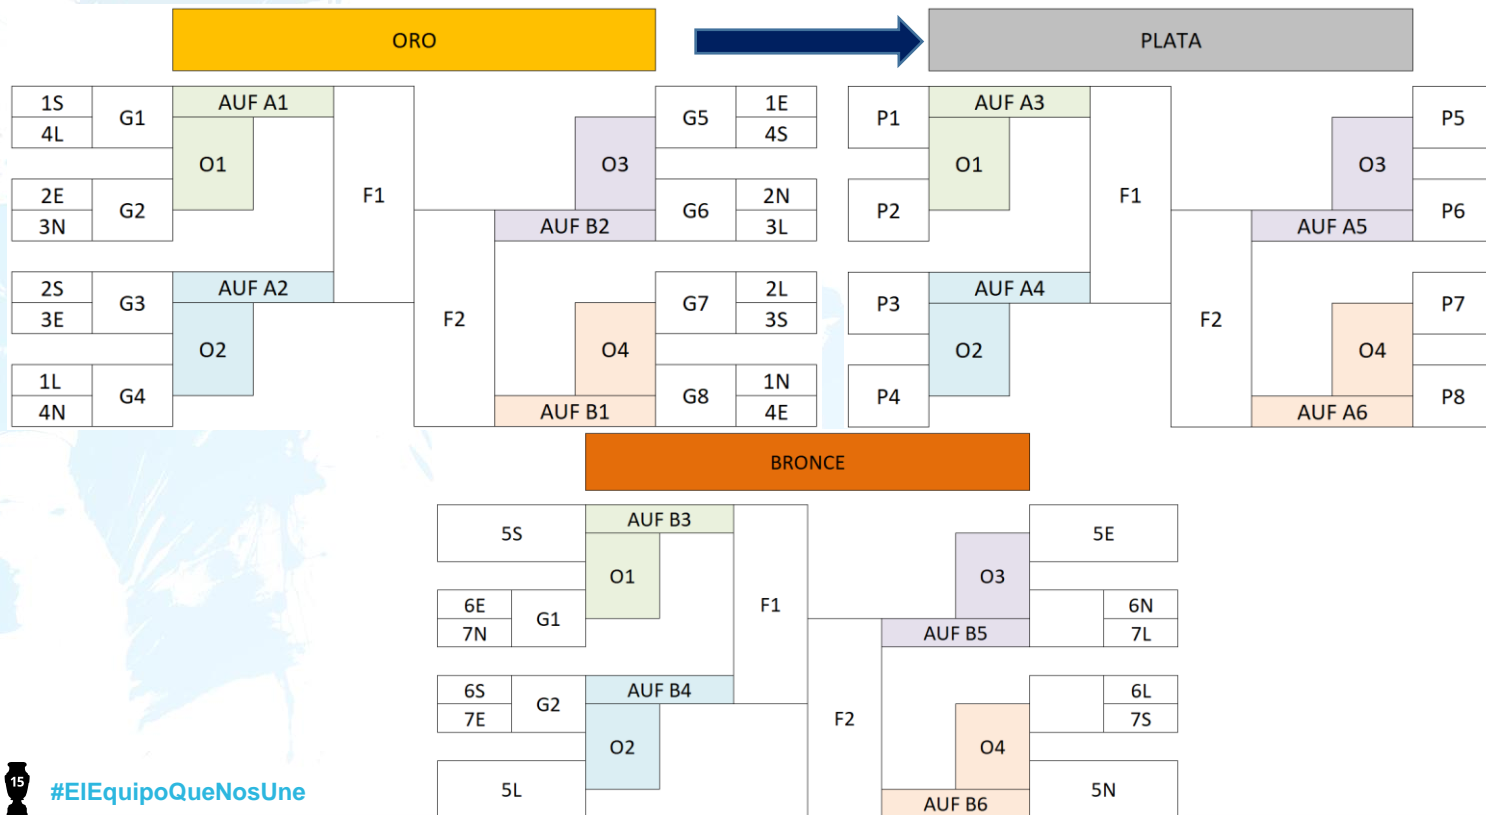 ORO
PLATA
1S
4L
G1
AUF A1
O1
2E
3N
G2
F1
2S
3E
G3
AUF A2
O2
1L
4N
G4
F2
G5
1E
4S
O3
AUF B2
G6
2N
3L
G7
2L
3S
O4
AUF B1
G8
1N
4E
P1
AUF A3
O1
P2
F1
P3
AUF A4
O2
P4
F2
P5
O3
AUF A5
P6
P7
O4
AUF A6
P8
BRONCE
5S
AUF B3
O1
6E
7N
G1
F1
6S
7E
G2
AUF B4
O2
5L
F2
5E
O3
AUF B5
6N
7L
6L
7S
O4
AUF B6
5N
15
#ElEquipoQueNosUne